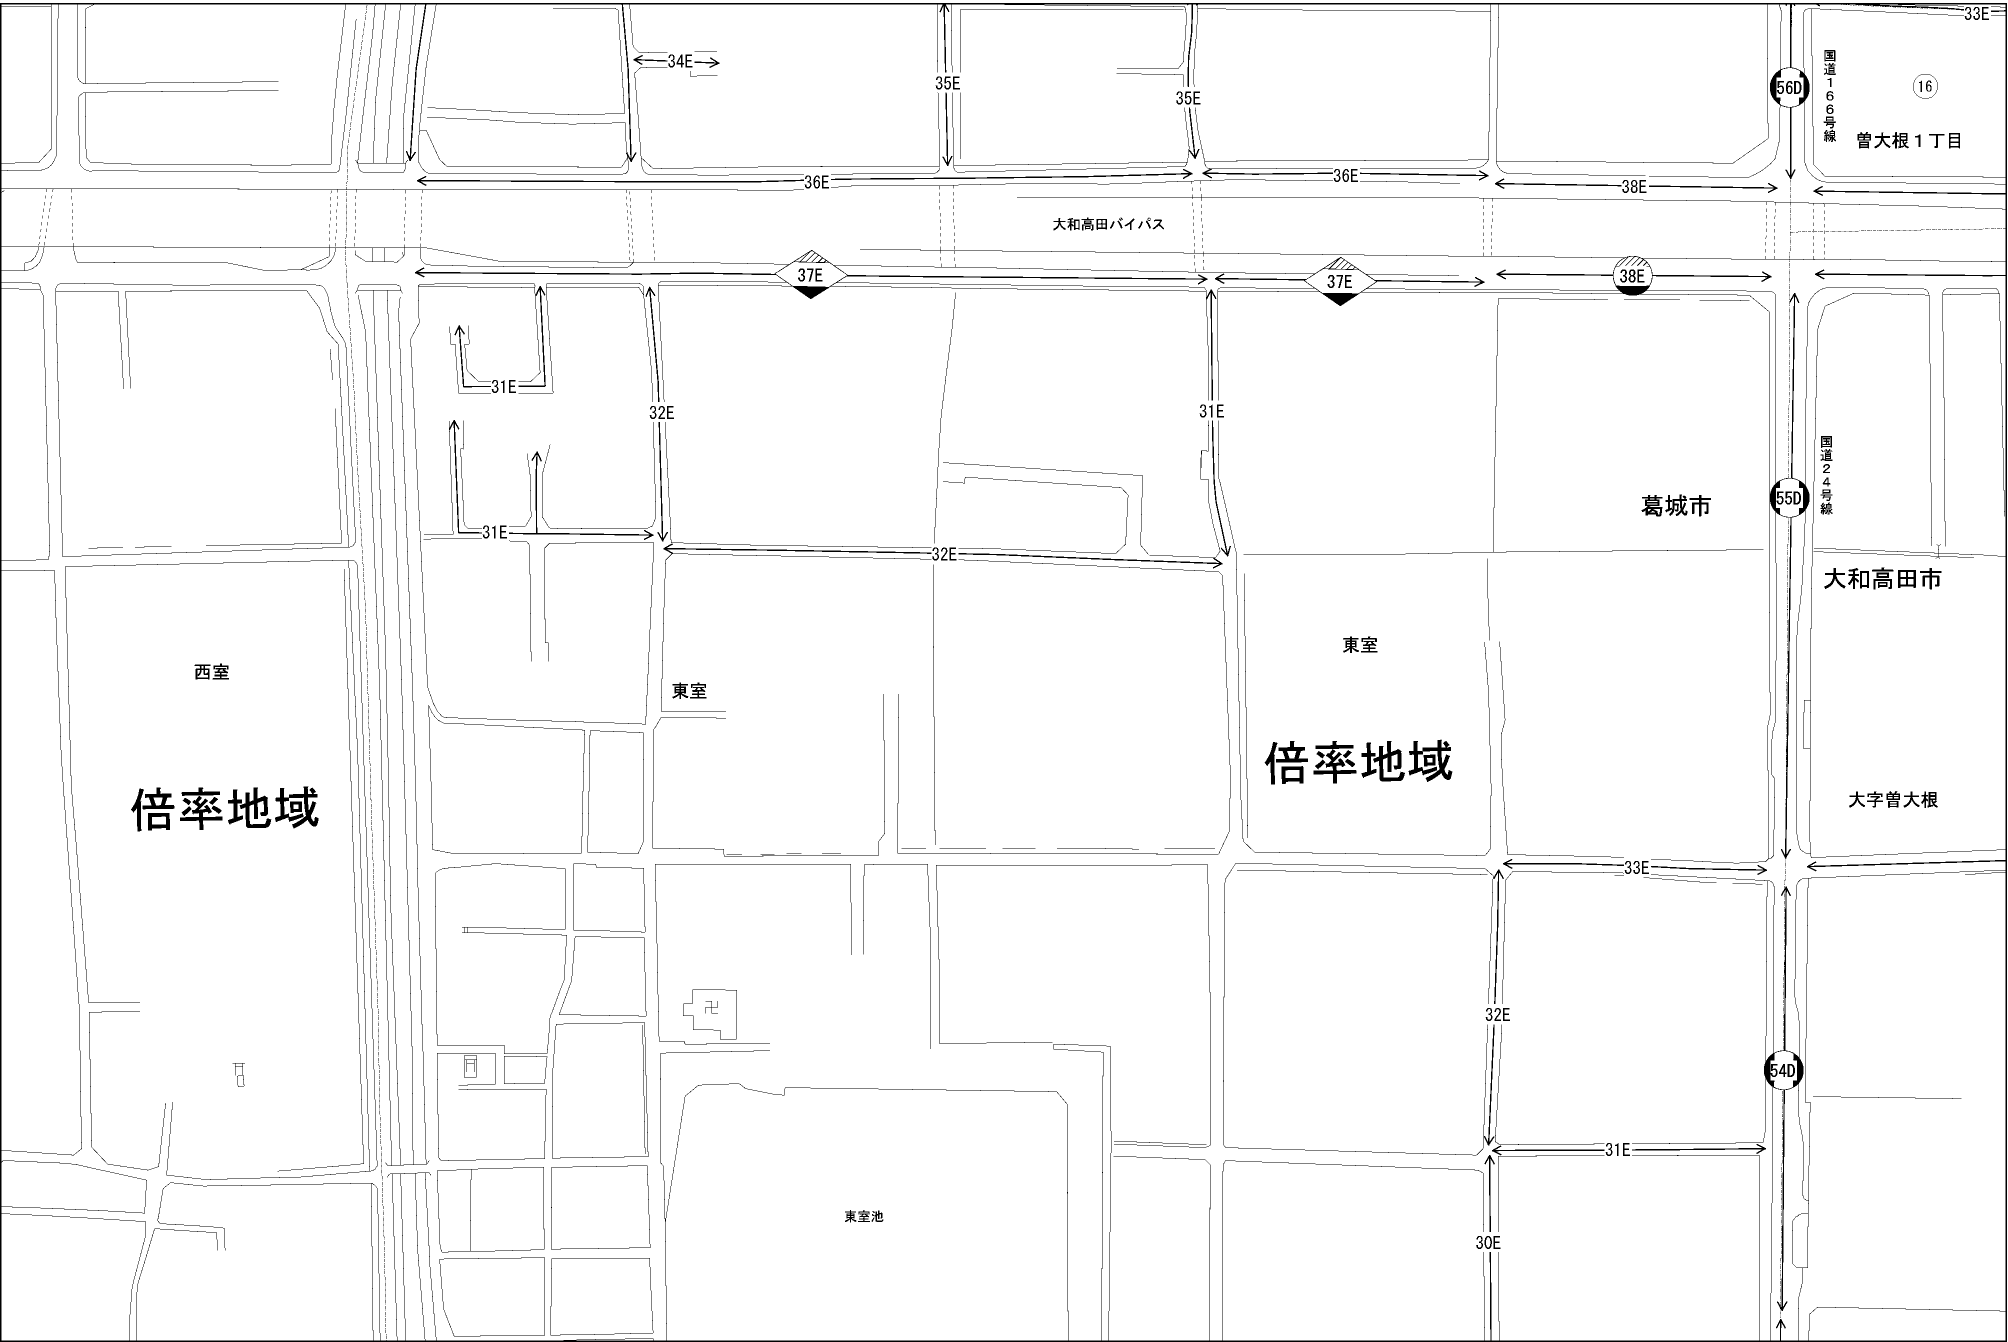 33E
34E
国道166号線
56D
16
35E
35E
曽大根1丁目
36E
36E
38E
大和高田バイパス
37E
37E
38E
31E
32E
31E
国道24号線
55D
葛城市
31E
32E
大和高田市
東室
西室
東室
倍率地域
大字曽大根
倍率地域
33E
32E
54D
31E
東室池
30E